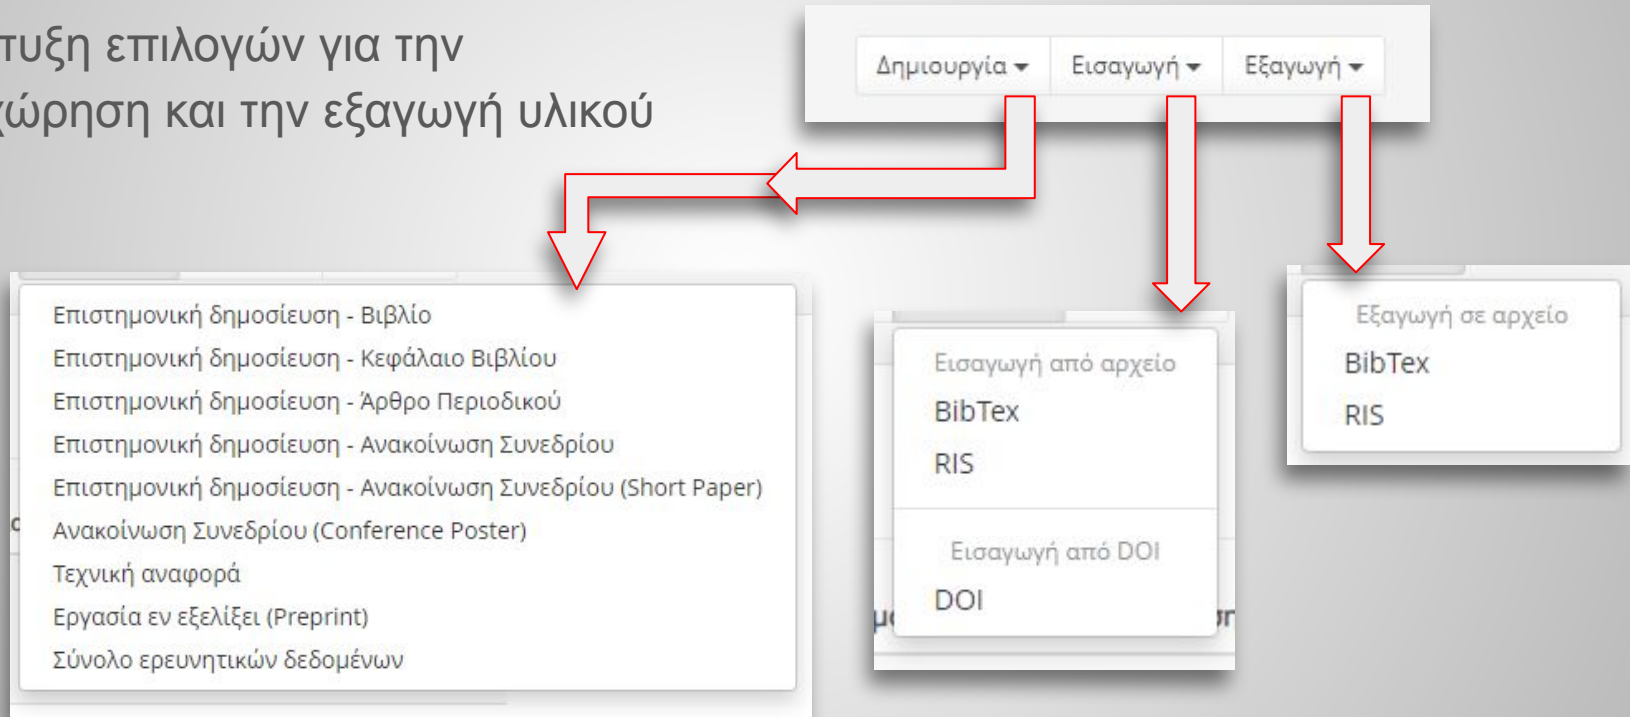 τυξη επιλογών για την
χώρηση και την εξαγωγή υλικού
Δημιουργία Εισαγωγή Εξαγωγή
Επιστημονική δημοσίευση - Βιβλίο
Επιστημονική δημοσίευση - Κεφάλαιο Βιβλίου
Επιστημονική δημοσίευση - Άρθρο Περιοδικού
Επιστημονική δημοσίευση - Ανακοίνωση Συνεδρίου
Επιστημονική δημοσίευση - Ανακοίνωση Συνεδρίου (Short Paper)
Ανακοίνωση Συνεδρίου (Conference Poster)
Τεχνική αναφορά
Εργασία εν εξελίξει (Preprint)
Σύνολο ερευνητικών δεδομένων
Εισαγωγή από αρχείο
BibTex
RIS
Εισαγωγή από DOI
DOI
Εξαγωγή σε αρχείο
BibTex
RIS